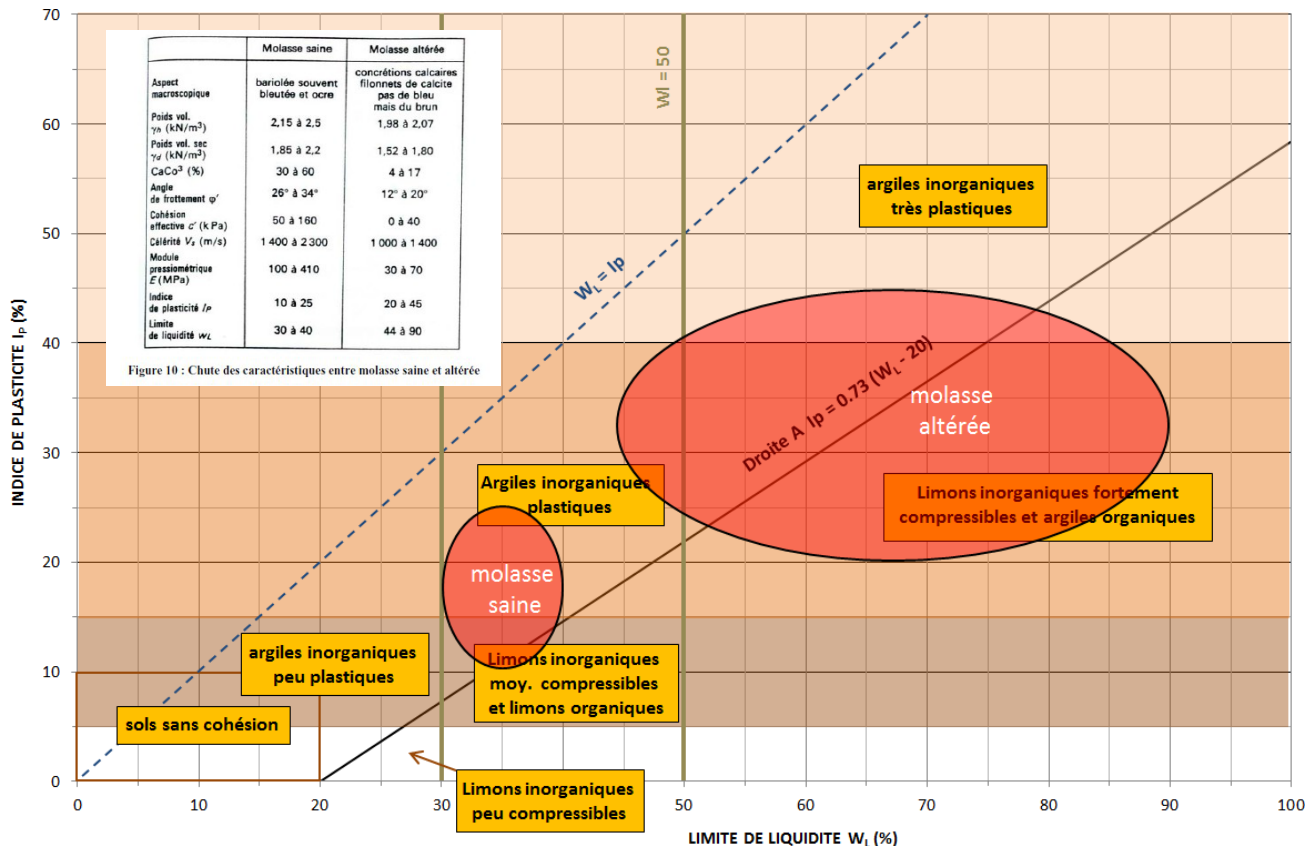 Molasse saine
Molasse altérée
Aspect
macroscopique
bariolée souvent
bleutée et ocre
concrétions calcaires
filonnets de calcite
pas de bleu
mais du brun
Poids vol.
γh (kN/m³)
2,15 à 2,5
1,98 à 2,07
Poids vol. sec
γd (kN/m³)
1,85 à 2,2
1,52 à 1,80
CaCo³ (%)
30 à 60
4 à 17
Angle
de frottement φ'
26° à 34°
12° à 20°
Cohésion
effective c' (k Pa)
50 à 160
0 à 40
Célérité Vs (m/s)
1 400 à 2 300
1 000 à 1 400
Module
pressiométrique
E (MPa)
100 à 410
30 à 70
Indice
de plasticité IP
10 à 25
20 à 45
Limite
de liquidité wL
30 à 40
44 à 90
Figure 10 : Chute des caractéristiques entre molasse saine et altérée
INDICE DE PLASTICITE IP (%)
70
60
50
40
30
20
10
0
Wl = 50
WL = Ip
argiles inorganiques
très plastiques
Droite A Ip = 0.73 (WL - 20)
molasse
altérée
Argiles inorganiques
plastiques
Limons inorganiques fortement
compressibles et argiles organiques
molasse
saine
argiles inorganiques
peu plastiques
Limons inorganiques
moy. compressibles
et limons organiques
sols sans cohésion
Limons inorganiques
peu compressibles
0 10 20 30 50 60 70 80 90 100
LIMITE DE LIQUIDITE WL (%)